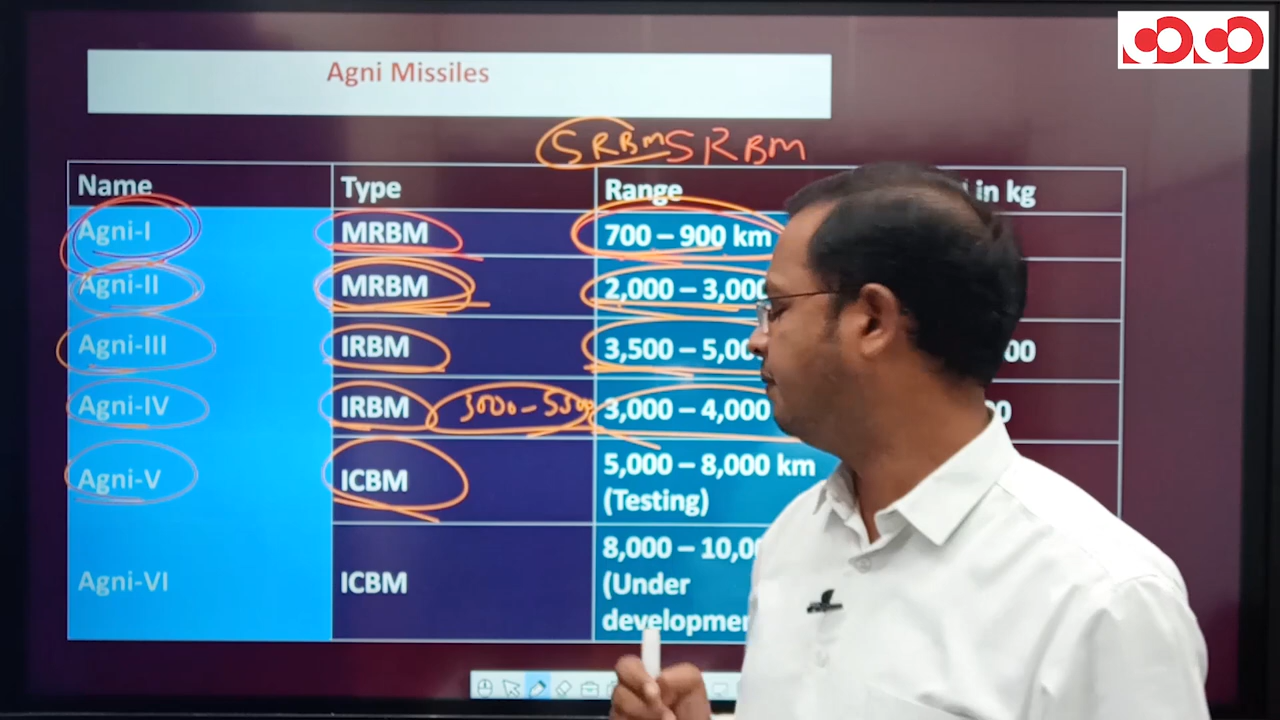 Agni Missiles
SRBM SRBM
Name Type Range in kg
Agni-I MRBM 700 – 900 km
Agni-II MRBM 2,000 – 3,000
Agni-III IRBM 3,500 – 5,00 00
Agni-IV IRBM 3,000 – 4,000 0
Agni-V ICBM 5,000 – 8,000 km
(Testing)
8,000 – 10,00
Agni-VI ICBM (Under
developmen